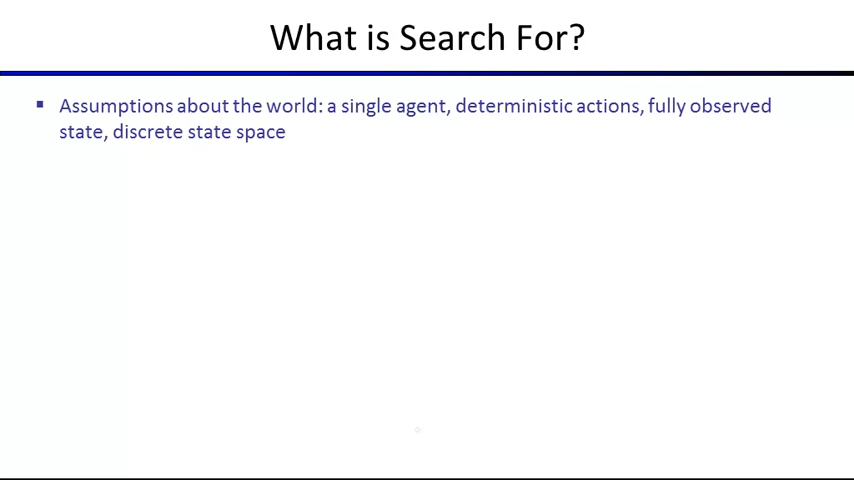 What is Search For?
▪ Assumptions about the world: a single agent, deterministic actions, fully observed
state, discrete state space